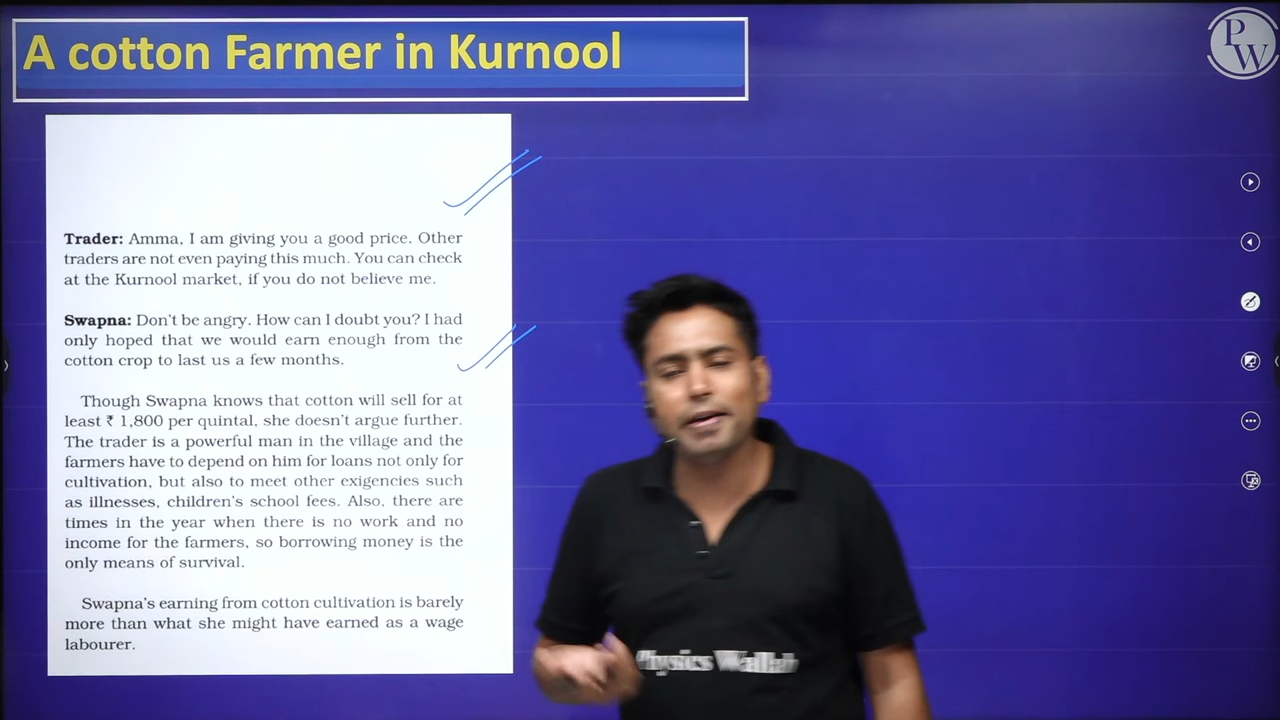 A cotton Farmer in Kurnool
PW
Trader: Amma, I am giving you a good price. Other
traders are not even paying this much. You can check
at the Kurnool market, if you do not believe me.
Swapna: Don't be angry. How can I doubt you? I had
only hoped that we would earn enough from the
cotton crop to last us a few months.
Though Swapna knows that cotton will sell for at
least ₹ 1,800 per quintal, she doesn't argue further.
The trader is a powerful man in the village and the
farmers have to depend on him for loans not only for
cultivation, but also to meet other exigencies such
as illnesses, children's school fees. Also, there are
times in the year when there is no work and no
income for the farmers, so borrowing money is the
only means of survival.
Swapna's earning from cotton cultivation is barely
more than what she might have earned as a wage
labourer.
Physics Wallah